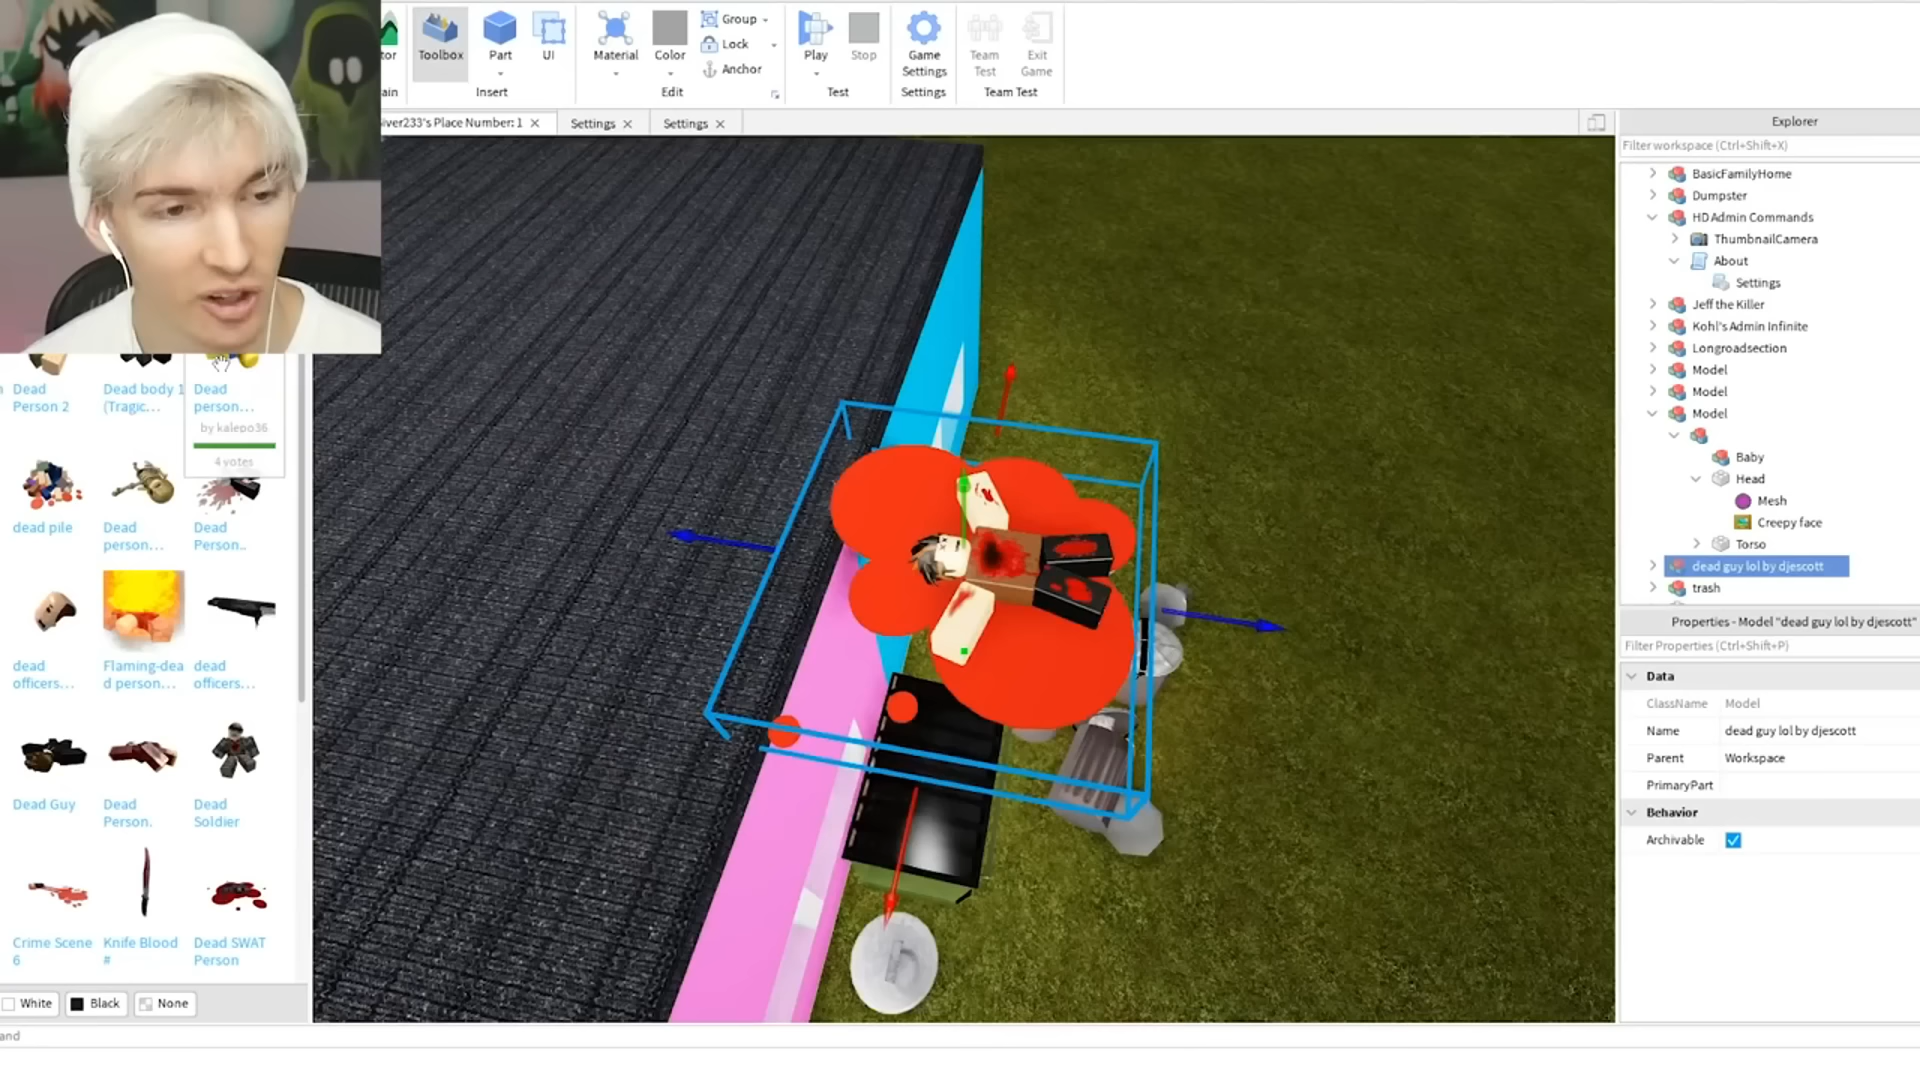 tor
Toolbox
Part
UI
Material
Color
Group
Lock
Anchor
Play
Stop
Game
Settings
Team
Test
Exit
Game
ain
Insert
Edit
Test
Settings
Team Test
iver233's Place Number: 1
Settings
Settings
Explorer
Filter workspace (Ctrl+Shift+X)
BasicFamilyHome
Dumpster
HD Admin Commands
ThumbnailCamera
About
Settings
Jeff the Killer
Kohl's Admin Infinite
Longroadsection
Model
Model
Model
Baby
Head
Mesh
Creepy face
Torso
dead guy lol by djescott
trash
Properties - Model "dead guy lol by djescott"
Filter Properties (Ctrl+Shift+P)
Data
ClassName Model
Name dead guy lol by djescott
Parent Workspace
PrimaryPart
Behavior
Archivable
Dead
Person 2
Dead body 1
(Tragic...
Dead
person...
by kalepo36
4 votes
dead pile
Dead
person...
Dead
Person..
dead
officers...
Flaming-dea
d person...
dead
officers...
Dead Guy
Dead
Person.
Dead
Soldier
Crime Scene
6
Knife Blood
#
Dead SWAT
Person
White
Black
None
and